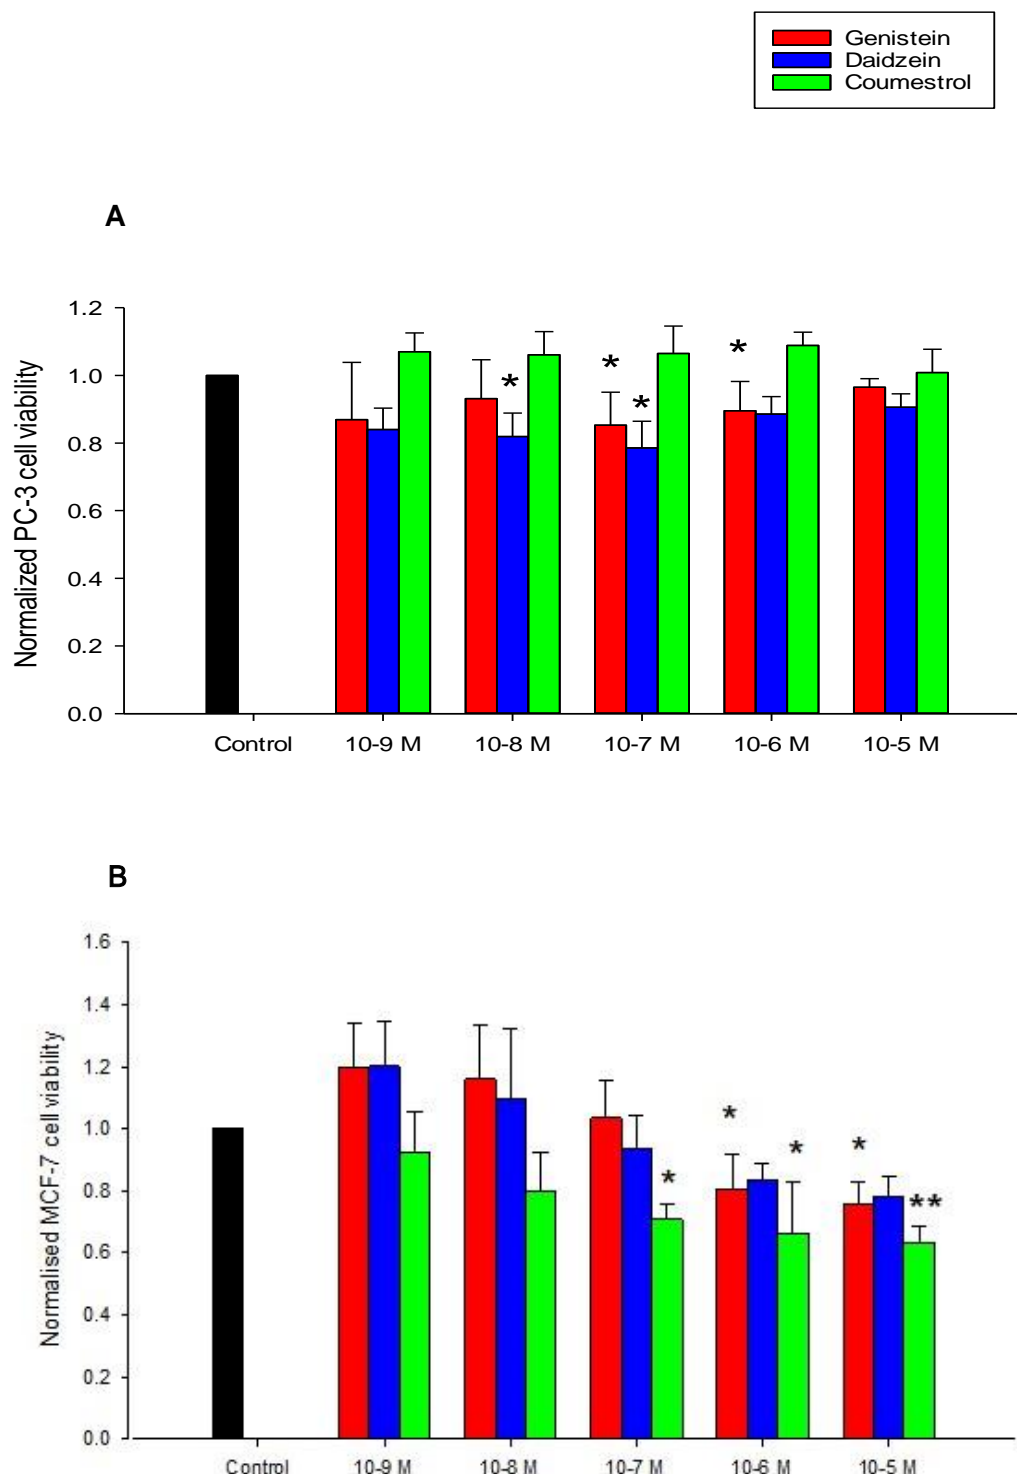 Genistein
Daidzein
Coumestrol
A
Normalized PC-3 cell viability
1.2
1.0
0.8
0.6
0.4
0.2
0.0
*
*
*
*
Control 10-9 M 10-8 M 10-7 M 10-6 M 10-5 M
B
Normalised MCF-7 cell viability
1.6
1.4
1.2
1.0
0.8
0.6
0.4
0.2
0.0
*
*
*
*
**
Control 10-9 M 10-8 M 10-7 M 10-6 M 10-5 M